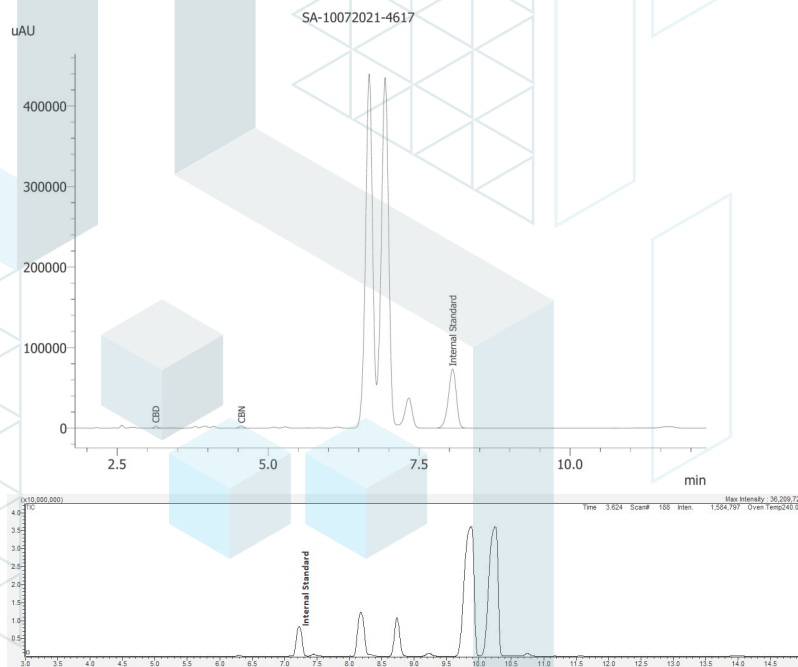 SA-10072021-4617
uAU
400000
300000
200000
100000
0
CBD
CBN
Internal Standard
2.5 5.0 7.5 10.0
min
(x10,000,000)
Max Intensity : 36,209,72
TIC
Time 3.624 Scan# 188 Inten. 1,584,797 Oven Temp240.0
4.0
3.5
3.0
2.5
2.0
1.5
1.0
0.5
0
Internal Standard
3.0 3.5 4.0 4.5 5.0 5.5 6.0 6.5 7.0 7.5 8.0 8.5 9.0 9.5 10.0 10.5 11.0 11.5 12.0 12.5 13.0 13.5 14.0 14.5